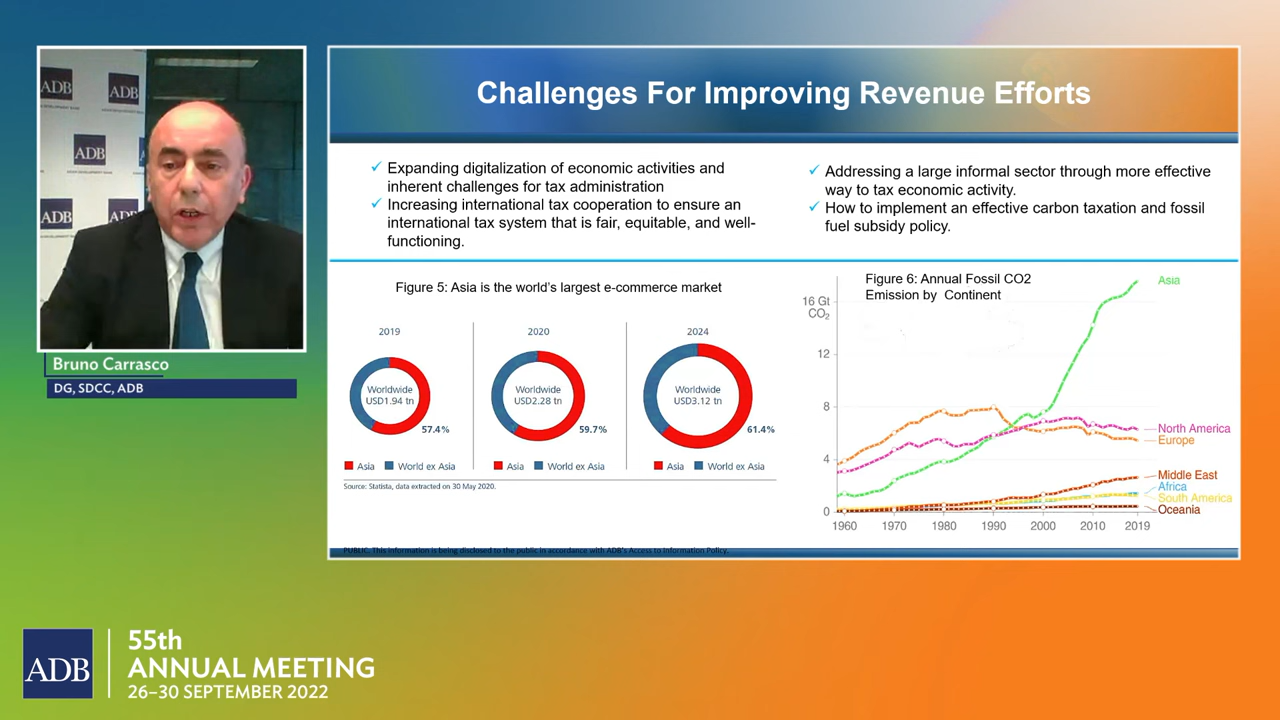 ADB
ADB
ADB
ADB
Bruno Carrasco
DG, SDCC, ADB
Challenges For Improving Revenue Efforts
✓ Expanding digitalization of economic activities and
inherent challenges for tax administration
✓ Increasing international tax cooperation to ensure an
international tax system that is fair, equitable, and well-
functioning.
✓ Addressing a large informal sector through more effective
way to tax economic activity.
✓ How to implement an effective carbon taxation and fossil
fuel subsidy policy.
Figure 5: Asia is the world's largest e-commerce market
2019
Worldwide
USD1.94 tn
57.4%
Asia World ex Asia
2020
Worldwide
USD2.28 tn
59.7%
Asia World ex Asia
2024
Worldwide
USD3.12 tn
61.4%
Asia World ex Asia
Source: Statista, data extracted on 30 May 2020.
Figure 6: Annual Fossil CO2
Emission by Continent
16 Gt
CO₂
12
8
4
0
1960 1970 1980 1990 2000 2010 2019
Asia
North America
Europe
Middle East
Africa
South America
Oceania
PUBLIC. This information is being disclosed to the public in accordance with ADB's Access to Information Policy.
ADB
55th
ANNUAL MEETING
26–30 SEPTEMBER 2022